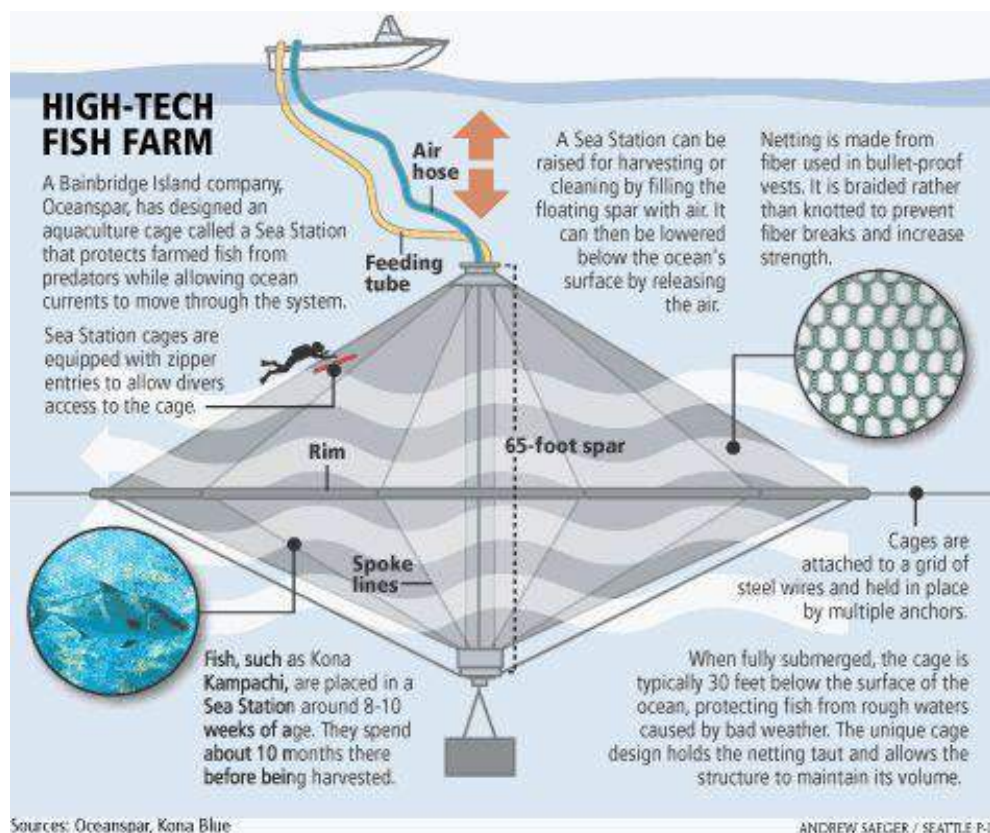 HIGH-TECH
FISH FARM
A Bainbridge Island company,
Oceanspar, has designed an
aquaculture cage called a Sea Station
that protects farmed fish from
predators while allowing ocean
currents to move through the system.
Sea Station cages are
equipped with zipper
entries to allow divers
access to the cage.
Air
hose
Feeding
tube
A Sea Station can be
raised for harvesting or
cleaning by filling the
floating spar with air. It
can then be lowered
below the ocean's
surface by releasing
the air.
Netting is made from
fiber used in bullet-proof
vests. It is braided rather
than knotted to prevent
fiber breaks and increase
strength.
Rim
65-foot spar
Spoke
lines
Cages are
attached to a grid of
steel wires and held in place
by multiple anchors.
Fish, such as Kona
Kampachi, are placed in a
Sea Station around 8-10
weeks of age. They spend
about 10 months there
before being harvested.
When fully submerged, the cage is
typically 30 feet below the surface of the
ocean, protecting fish from rough waters
caused by bad weather. The unique cage
design holds the netting taut and allows the
structure to maintain its volume.
Sources: Oceanspar, Kona Blue
ANDREW SAEGER / SEATTLE P-I